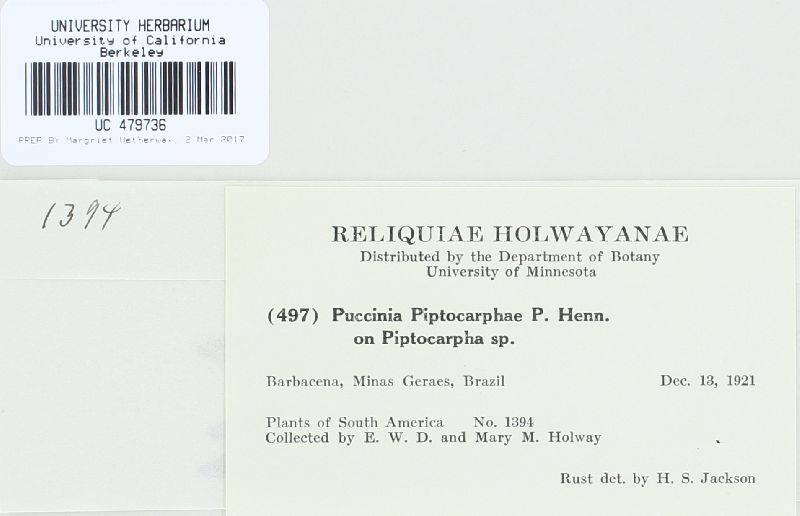 UNIVERSITY HERBARIUM
University of California
Berkeley
UC 479736
PREP BY Margriet Wetherwax, 2 Mar 2017
1394
RELIQUIAE HOLWAYANAE
Distributed by the Department of Botany
University of Minnesota
(497) Puccinia Piptocarphae P. Henn.
on Piptocarpha sp.
Barbacena, Minas Geraes, Brazil Dec. 13, 1921
Plants of South America No. 1394
Collected by E. W. D. and Mary M. Holway
Rust det. by H. S. Jackson